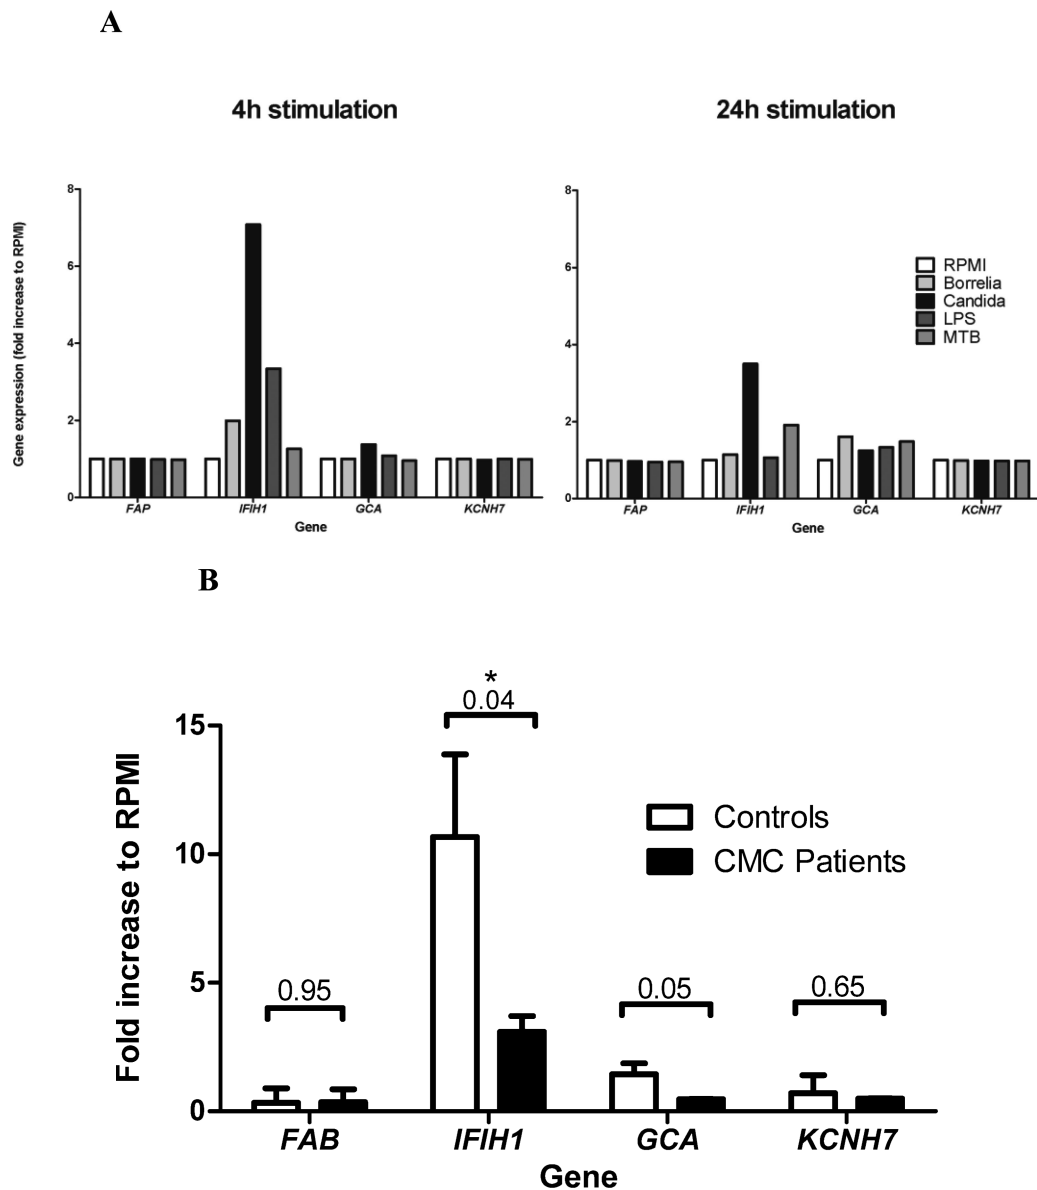 A
4h stimulation
24h stimulation
Gene expression (fold increase to RPMI)
8
6
4
2
0
FAP IFIH1 GCA KCNH7
Gene
8
6
4
2
0
RPMI
Borrelia
Candida
LPS
MTB
FAP IFIH1 GCA KCNH7
Gene
B
Fold increase to RPMI
15
10
5
0
*
0.04
0.95
0.05
0.65
Controls
CMC Patients
FAB IFIH1 GCA KCNH7
Gene